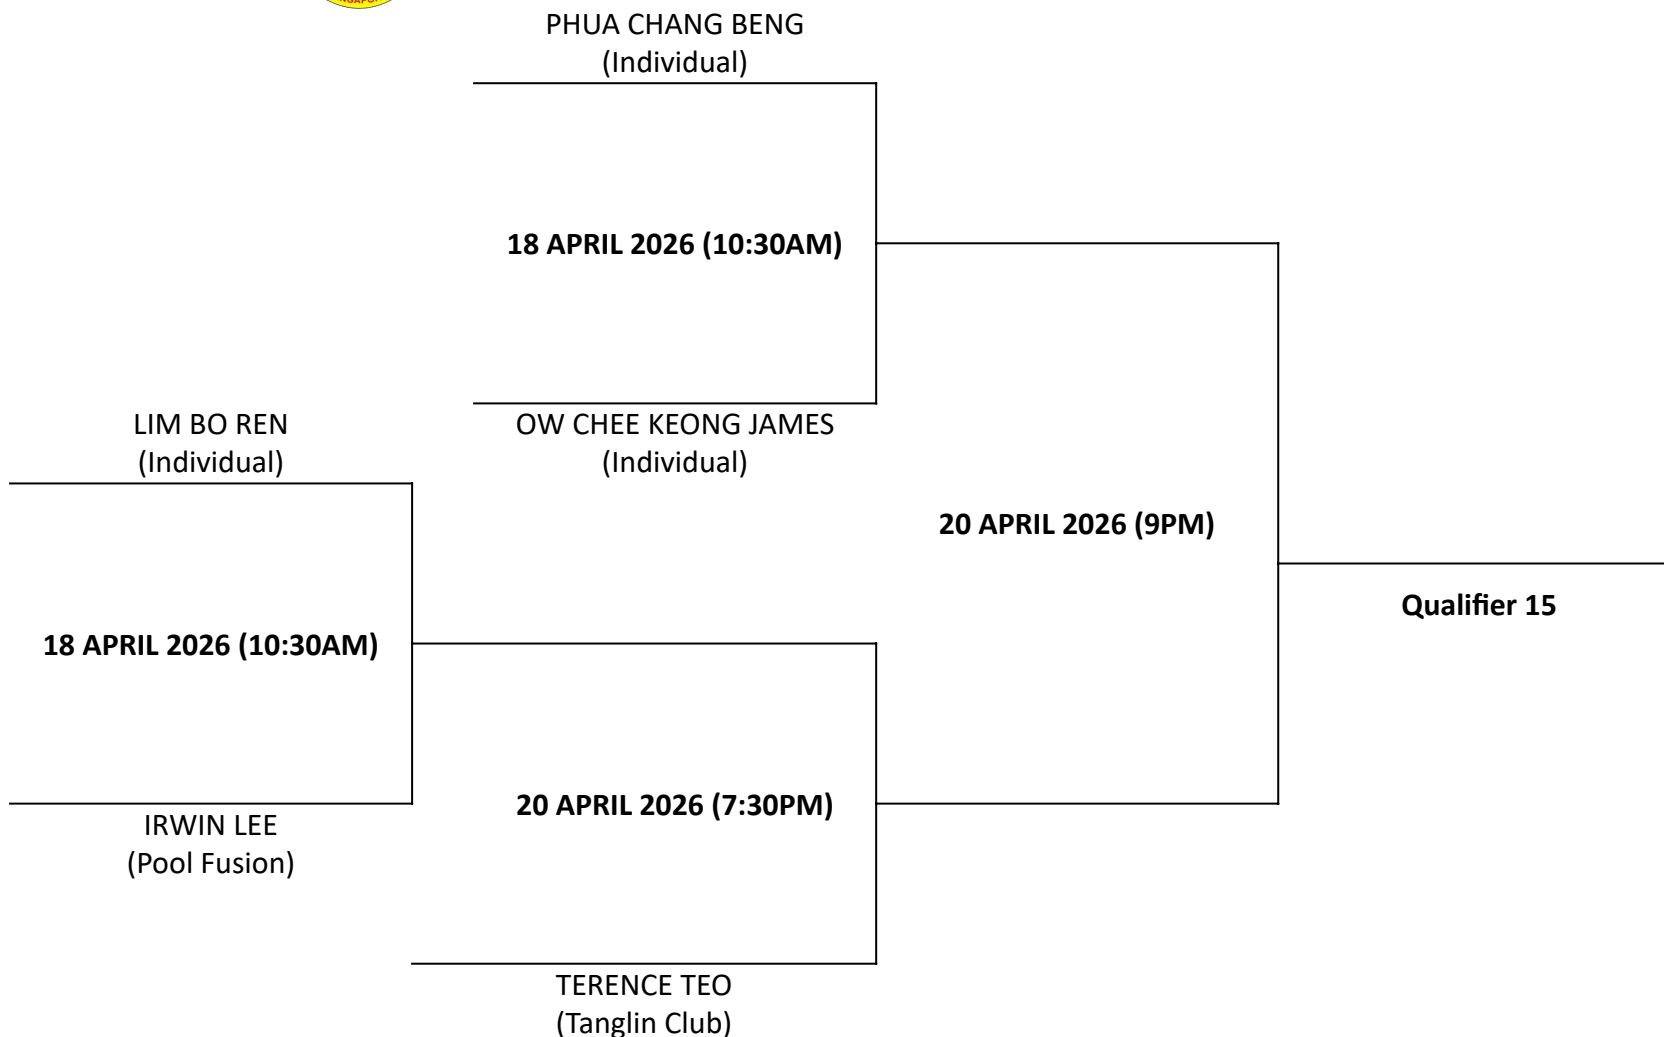 PHUA CHANG BENG
(Individual)
18 APRIL 2026 (10:30AM)
OW CHEE KEONG JAMES
(Individual)
LIM BO REN
(Individual)
18 APRIL 2026 (10:30AM)
IRWIN LEE
(Pool Fusion)
20 APRIL 2026 (7:30PM)
TERENCE TEO
(Tanglin Club)
20 APRIL 2026 (9PM)
Qualifier 15